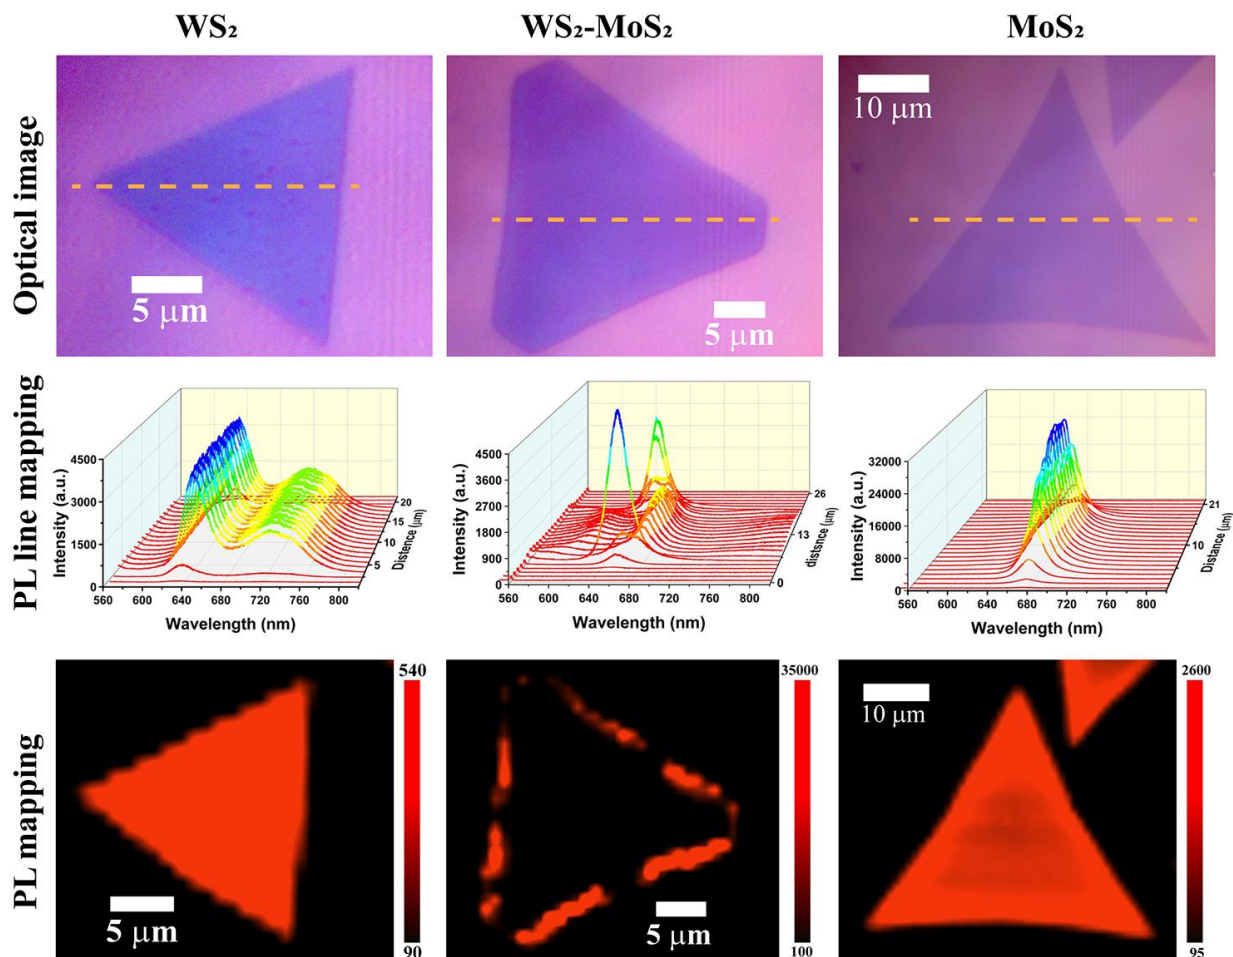 WS₂
WS₂-MoS₂
MoS₂
Optical image
5 μm
5 μm
10 μm
PL line mapping
Intensity (a.u.)
4500
3000
1500
0
560 600 640 680 720 760 800
Wavelength (nm)
20
15
10
5
Distence (μm)
Intensity (a.u.)
4500
3600
2700
1800
900
0
560 600 640 680 720 760 800
Wavelength (nm)
26
13
0
distsnce (μm)
Intensity (a.u.)
32000
24000
16000
8000
0
560 600 640 680 720 760 800
Wavelength (nm)
21
10
Distance (μm)
PL mapping
5 μm
540
90
5 μm
35000
100
10 μm
2600
95